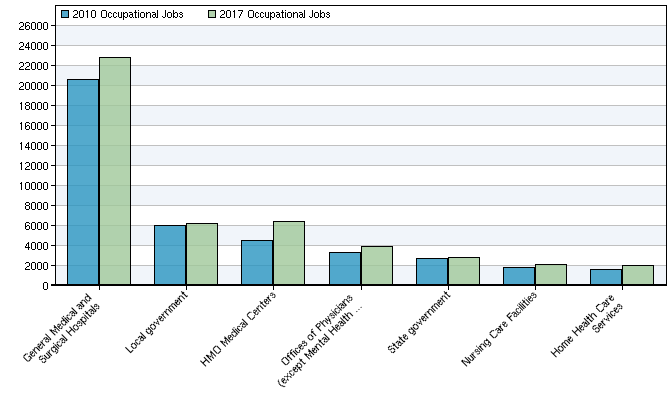 2010 Occupational Jobs
2017 Occupational Jobs
26000
24000
22000
20000
18000
16000
14000
12000
10000
8000
6000
4000
2000
0
General Medical and
Surgical Hospitals
Local government
HMO Medical Centers
Offices of Physicians
(except Mental Health ...
State government
Nursing Care Facilities
Home Health Care
Services